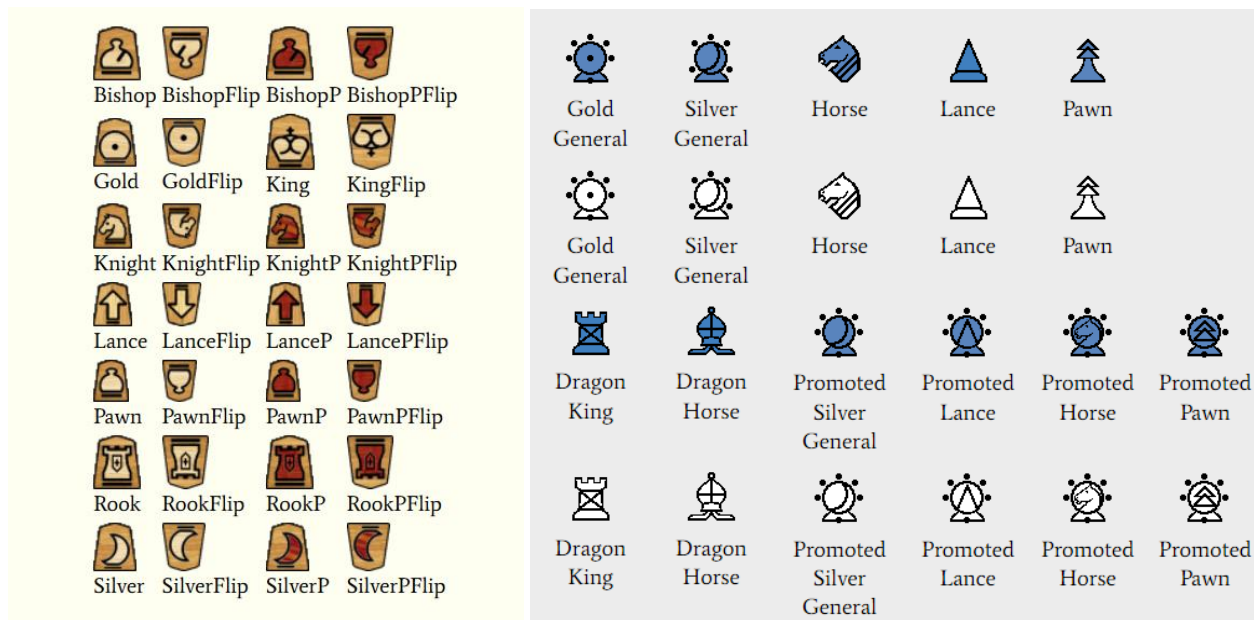 Bishop BishopFlip BishopP BishopPFlip
Gold GoldFlip King KingFlip
Knight KnightFlip KnightP KnightPFlip
Lance LanceFlip LanceP LancePFlip
Pawn PawnFlip PawnP PawnPFlip
Rook RookFlip RookP RookPFlip
Silver SilverFlip SilverP SilverPFlip
Gold Silver Horse Lance Pawn
General General
Gold Silver Horse Lance Pawn
General General
Dragon Dragon Promoted Promoted Promoted Promoted
King Horse Silver Lance Horse Pawn
General
Dragon Dragon Promoted Promoted Promoted Promoted
King Horse Silver Lance Horse Pawn
General